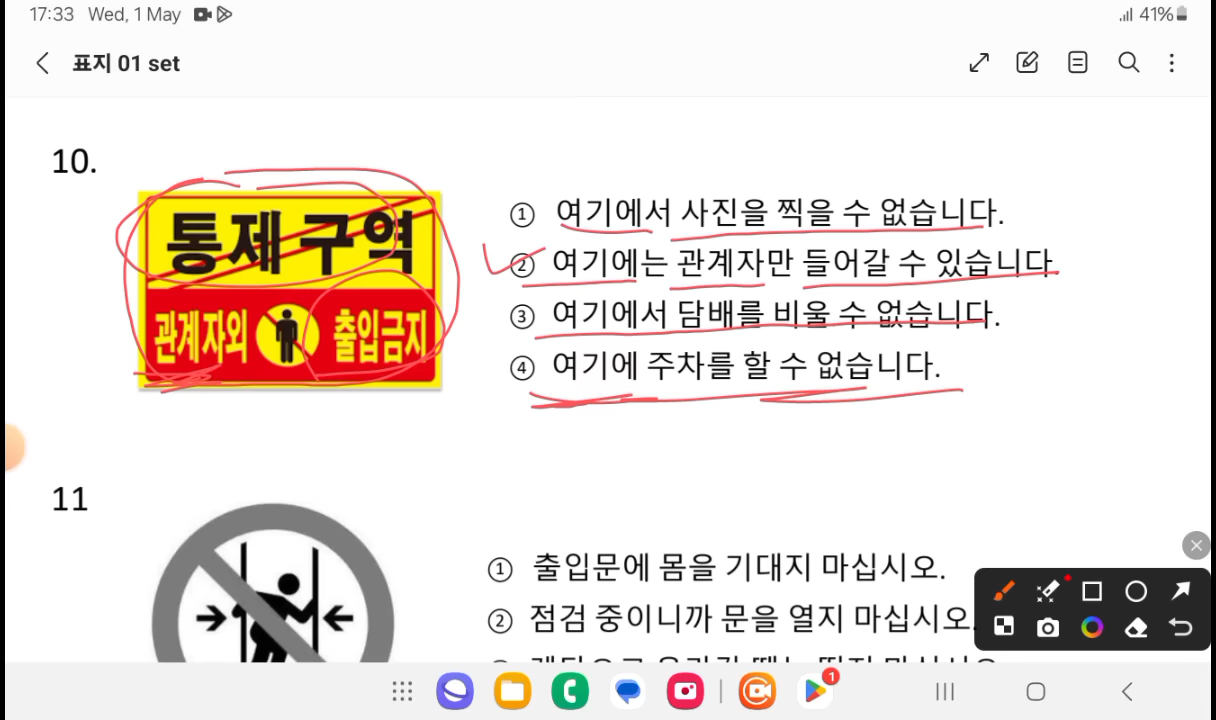 17:33 Wed, 1 May
41%
표지 01 set
10.
통제구역
관계자외 출입금지
① 여기에서 사진을 찍을 수 없습니다.
② 여기에는 관계자만 들어갈 수 있습니다.
③ 여기에서 담배를 비울 수 없습니다.
④ 여기에 주차를 할 수 없습니다.
11
① 출입문에 몸을 기대지 마십시오.
② 점검 중이니까 문을 열지 마십시오.
1